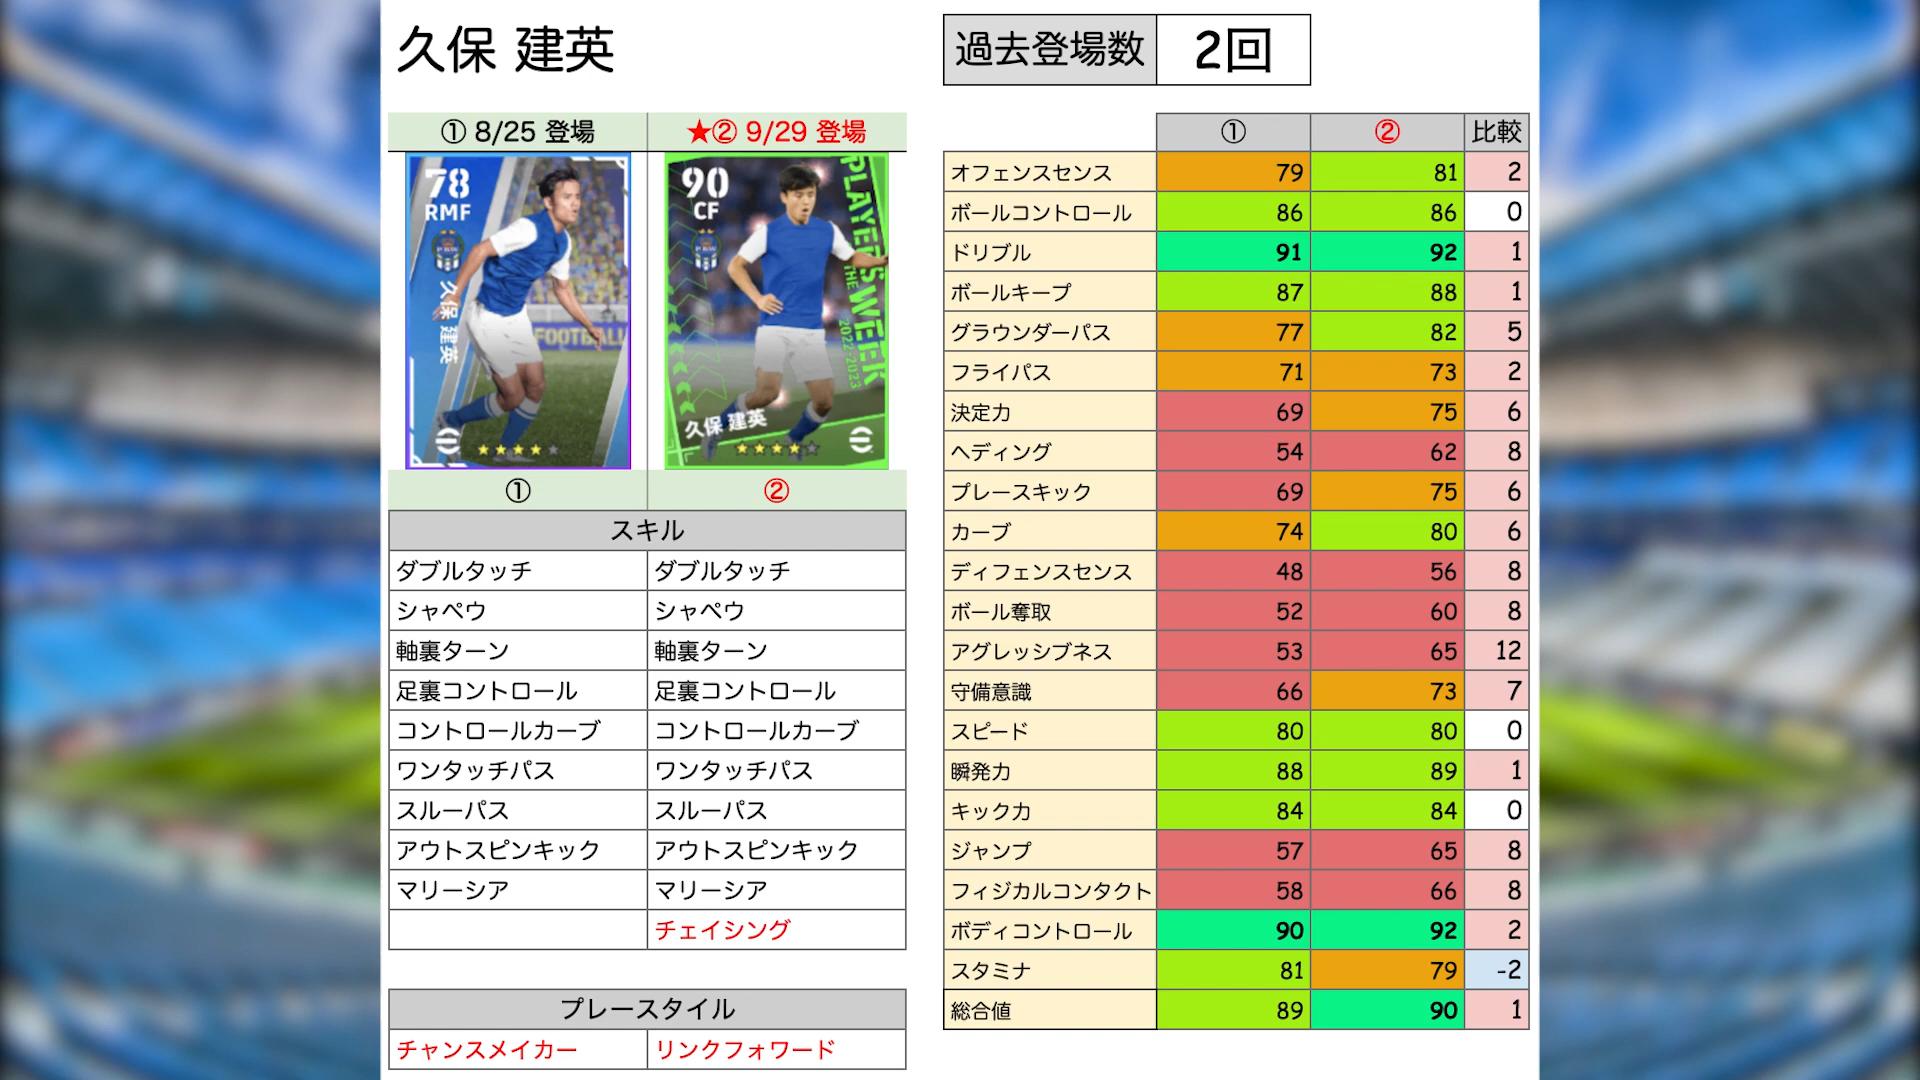 久保 建英
過去登場数 2回
① 8/25 登場 ★② 9/29 登場
78
RMF
久保 建英
FOOTBALL
90
CF
PLAYERS
OF THE
WEEK
2022-2023
久保 建英
① ②
スキル
ダブルタッチ ダブルタッチ
シャペウ シャペウ
軸裏ターン 軸裏ターン
足裏コントロール 足裏コントロール
コントロールカーブ コントロールカーブ
ワンタッチパス ワンタッチパス
スルーパス スルーパス
アウトスピンキック アウトスピンキック
マリーシア マリーシア
チェイシング
プレースタイル
チャンスメイカー リンクフォワード
① ② 比較
オフェンスセンス 79 81 2
ボールコントロール 86 86 0
ドリブル 91 92 1
ボールキープ 87 88 1
グラウンダーパス 77 82 5
フライパス 71 73 2
決定力 69 75 6
ヘディング 54 62 8
プレースキック 69 75 6
カーブ 74 80 6
ディフェンスセンス 48 56 8
ボール奪取 52 60 8
アグレッシブネス 53 65 12
守備意識 66 73 7
スピード 80 80 0
瞬発力 88 89 1
キック力 84 84 0
ジャンプ 57 65 8
フィジカルコンタクト 58 66 8
ボディコントロール 90 92 2
スタミナ 81 79 -2
総合値 89 90 1